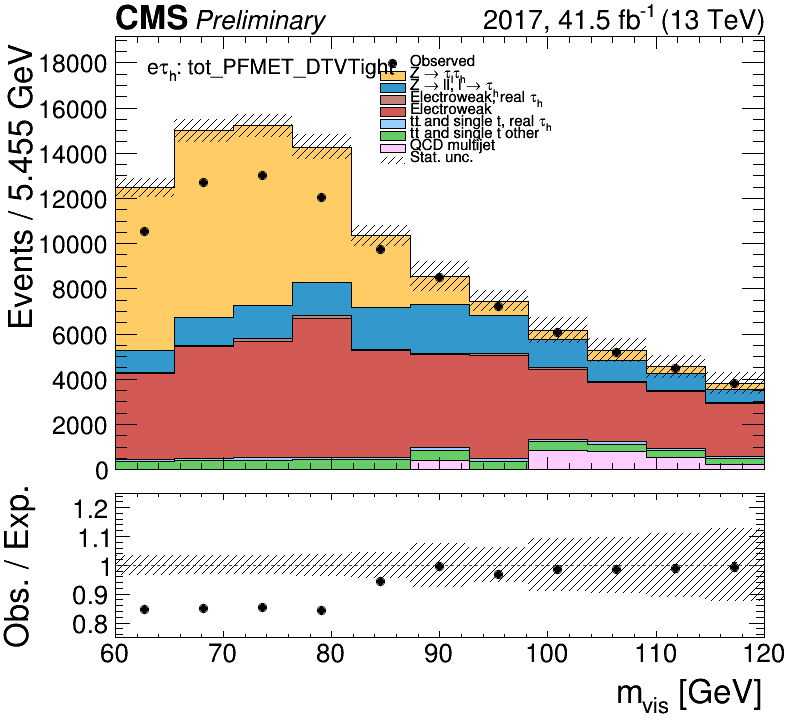 CMS Preliminary 2017, 41.5 fb⁻¹ (13 TeV)
eτₕ: tot_PFMET_DTVTight
Observed
Z → τₗτₕ
Z → ll, l → τₕ
Electroweak, real τₕ
Electroweak
tt̄ and single t, real τₕ
tt̄ and single t other
QCD multijet
Stat. unc.
Events / 5.455 GeV
18000
16000
14000
12000
10000
8000
6000
4000
2000
0
Obs. / Exp.
1.2
1.1
1
0.9
0.8
60 70 80 90 100 110 120
m_vis [GeV]